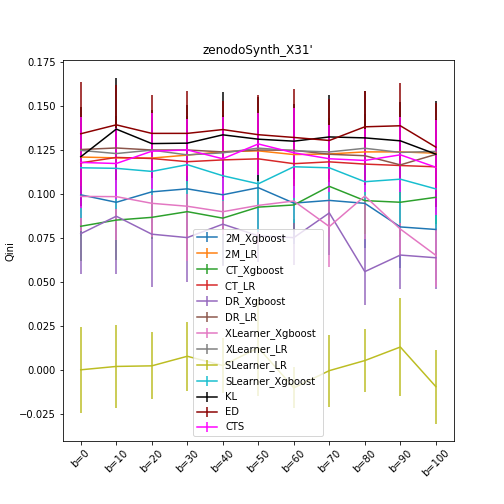 zenodoSynth_X31'
0.175
0.150
0.125
0.100
0.075
0.050
0.025
0.000
−0.025
Qini
2M_Xgboost
2M_LR
CT_Xgboost
CT_LR
DR_Xgboost
DR_LR
XLearner_Xgboost
XLearner_LR
SLearner_LR
SLearner_Xgboost
KL
ED
CTS
b=0
b=10
b=20
b=30
b=40
b=50
b=60
b=70
b=80
b=90
b=100